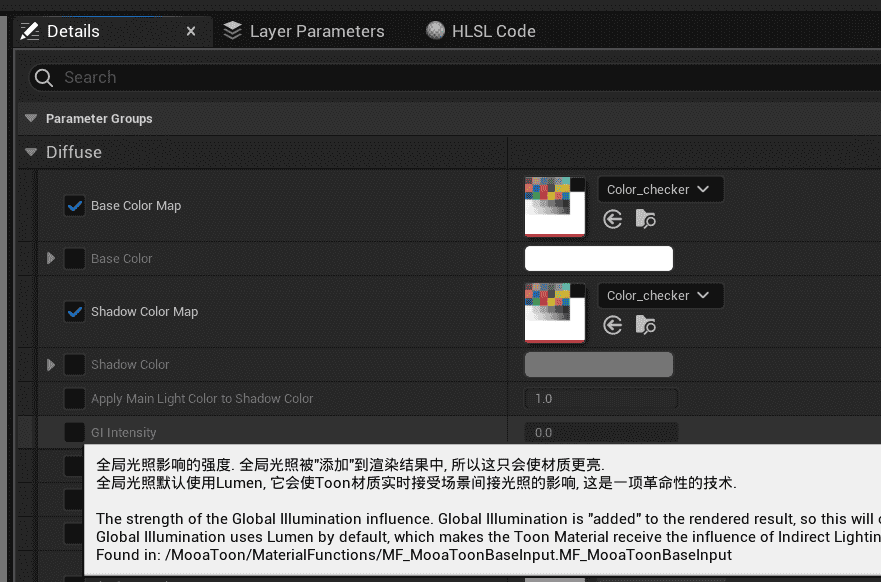 Details
Layer Parameters
HLSL Code
Search
Parameter Groups
Diffuse
Base Color Map
Color_checker
Base Color
Shadow Color Map
Color_checker
Shadow Color
Apply Main Light Color to Shadow Color
1.0
GI Intensity
0.0
全局光照影响的强度. 全局光照被"添加"到渲染结果中, 所以这只会使材质更亮.
全局光照默认使用Lumen, 它会使Toon材质实时接受场景间接光照的影响, 这是一项革命性的技术.
The strength of the Global Illumination influence. Global Illumination is "added" to the rendered result, so this will
Global Illumination uses Lumen by default, which makes the Toon Material receive the influence of Indirect Lightin
Found in: /MooaToon/MaterialFunctions/MF_MooaToonBaseInput.MF_MooaToonBaseInput